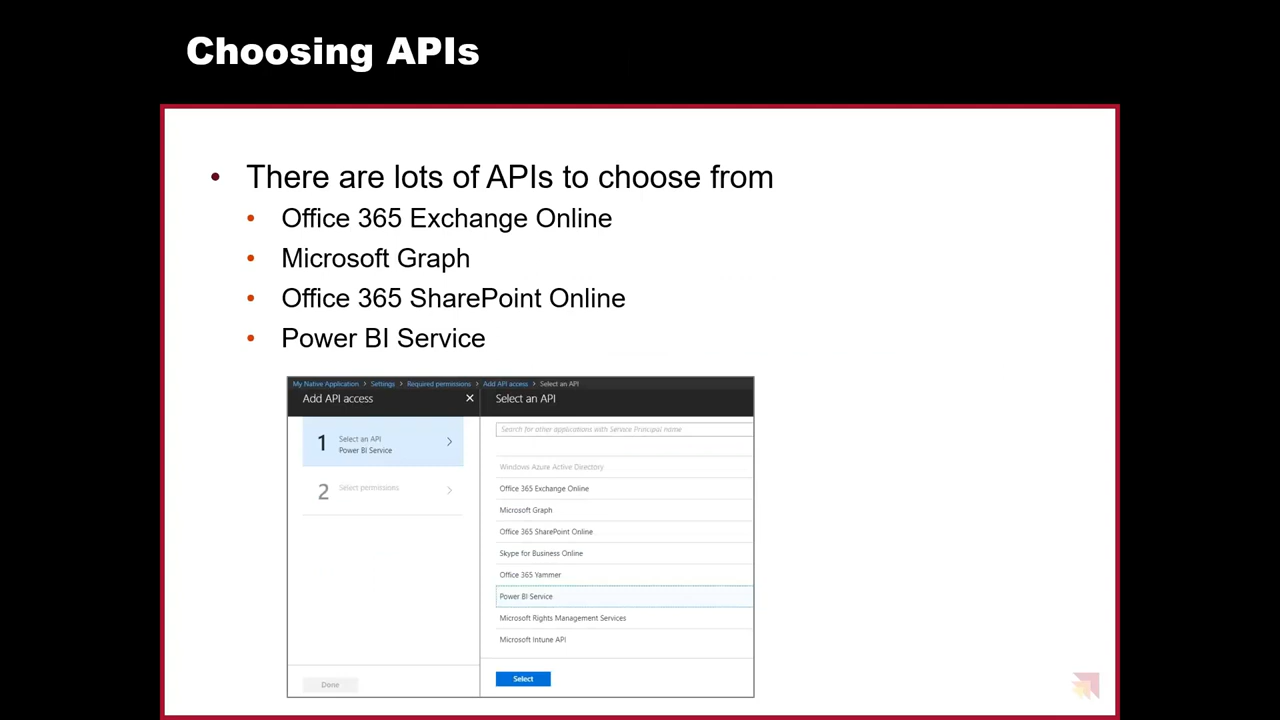 Choosing APIs
• There are lots of APIs to choose from
• Office 365 Exchange Online
• Microsoft Graph
• Office 365 SharePoint Online
• Power BI Service
My Native Application > Settings > Required permissions > Add API access > Select an API
Add API access
Select an API
1 Select an API
Power BI Service
2 Select permissions
Done
Search for other applications with Service Principal name
Windows Azure Active Directory
Office 365 Exchange Online
Microsoft Graph
Office 365 SharePoint Online
Skype for Business Online
Office 365 Yammer
Power BI Service
Microsoft Rights Management Services
Microsoft Intune API
Select